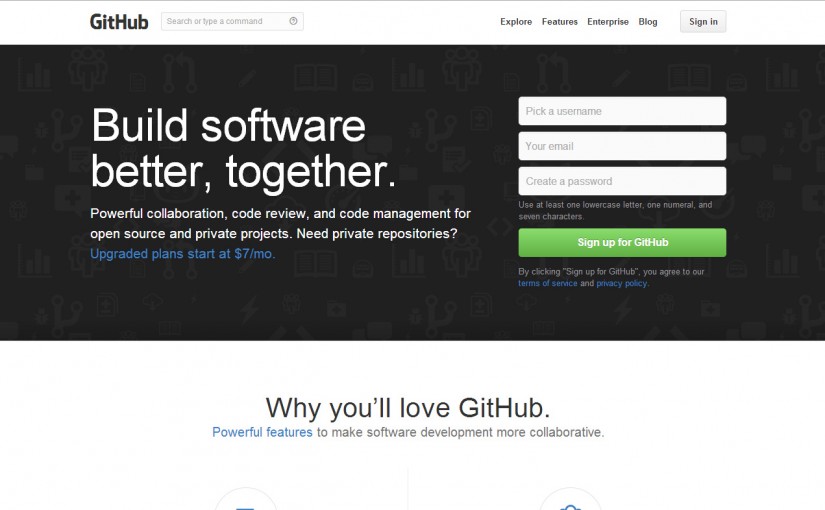 GitHub
Search or type a command
Explore Features Enterprise Blog Sign in
Build software
better, together.
Powerful collaboration, code review, and code management for
open source and private projects. Need private repositories?
Upgraded plans start at $7/mo.
Pick a username
Your email
Create a password
Use at least one lowercase letter, one numeral, and
seven characters.
Sign up for GitHub
By clicking "Sign up for GitHub", you agree to our
terms of service and privacy policy.
Why you’ll love GitHub.
Powerful features to make software development more collaborative.